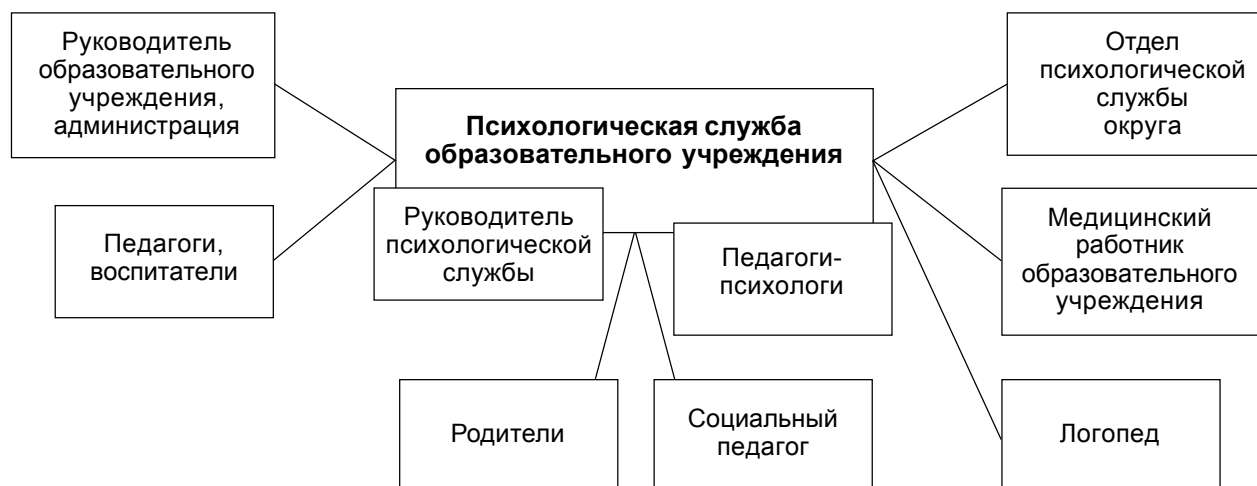 Руководитель
образовательного
учреждения,
администрация
Отдел
психологической
службы
округа
Психологическая служба
образовательного учреждения
Педагоги,
воспитатели
Руководитель
психологической
службы
Педагоги-
психологи
Медицинский
работник
образовательного
учреждения
Родители
Социальный
педагог
Логопед